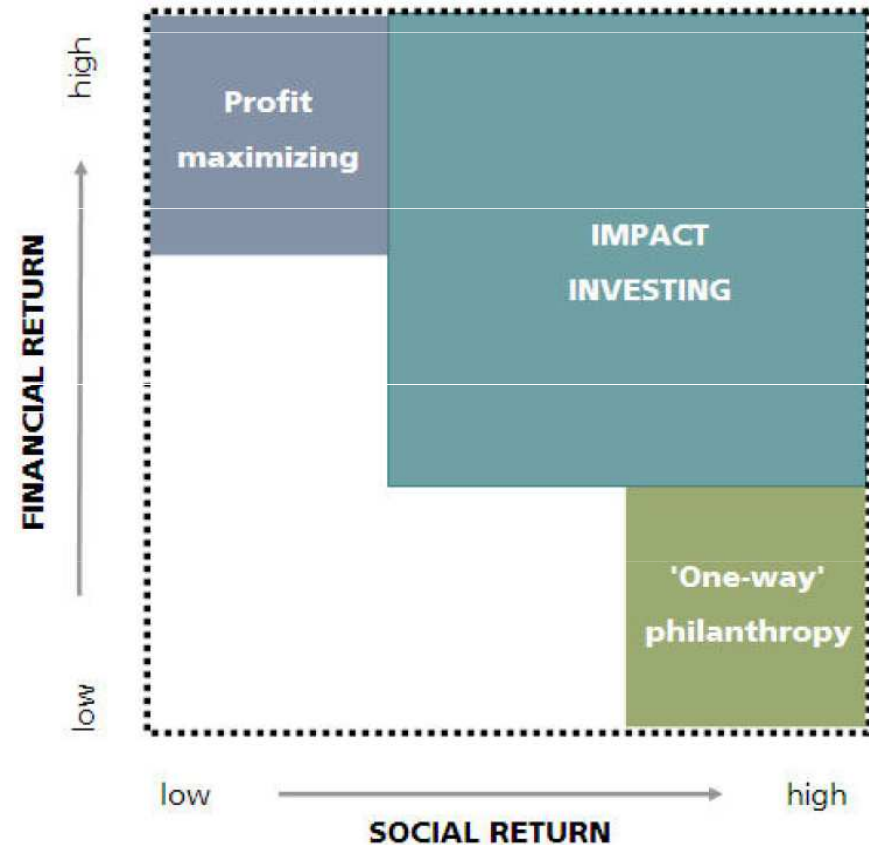 high
Profit
maximizing
IMPACT
INVESTING
FINANCIAL RETURN
'One-way'
philanthropy
low
low
high
SOCIAL RETURN